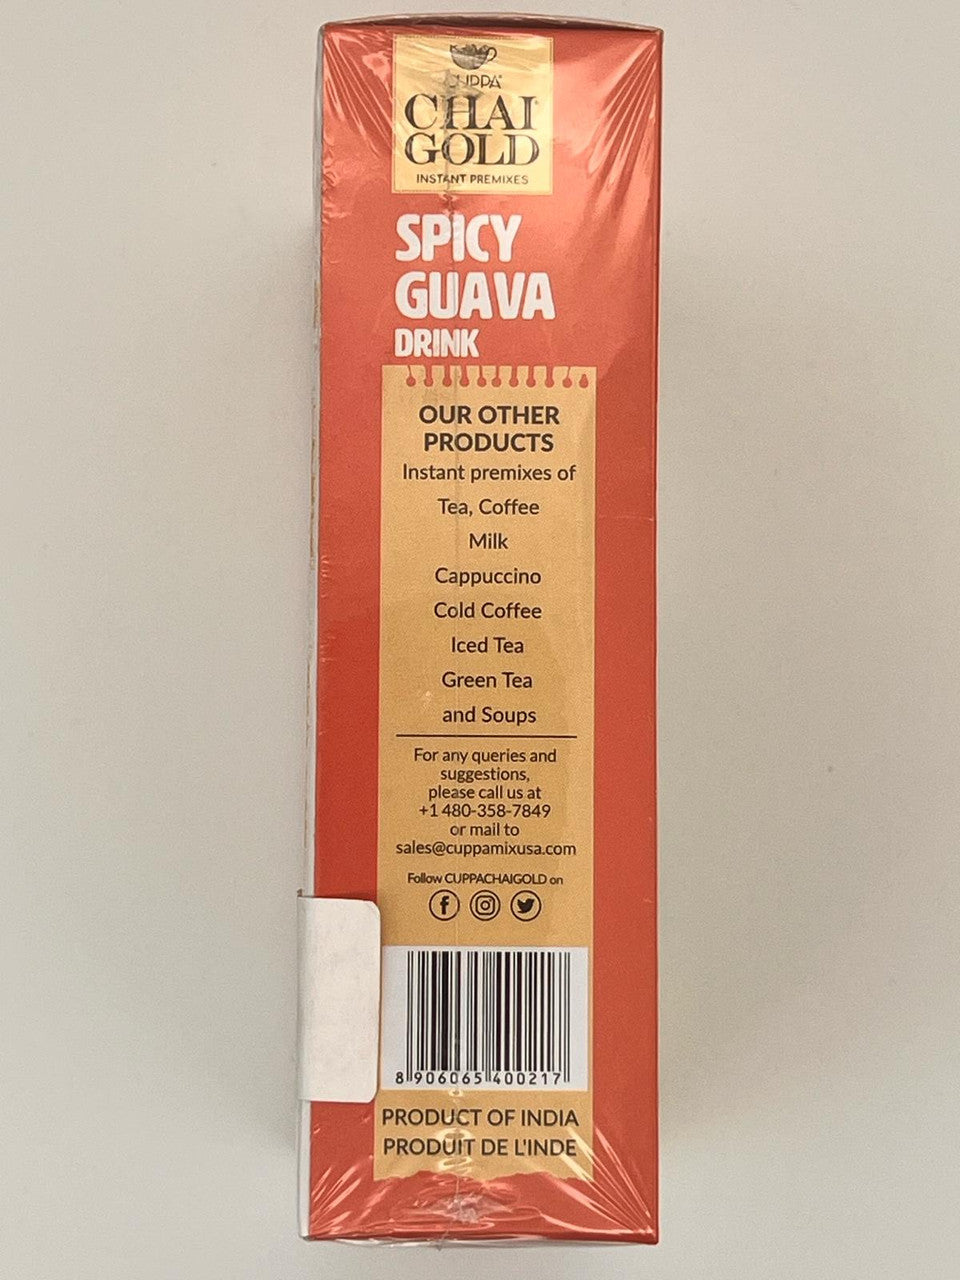 CUPPA
CHAI
GOLD
INSTANT PREMIXES
SPICY
GUAVA
DRINK
OUR OTHER
PRODUCTS
Instant premixes of
Tea, Coffee
Milk
Cappuccino
Cold Coffee
Iced Tea
Green Tea
and Soups
For any queries and
suggestions,
please call us at
+1 480-358-7849
or mail to
sales@cuppamixusa.com
Follow CUPPACHAIGOLD on
8 906065 400217
PRODUCT OF INDIA
PRODUIT DE L'INDE